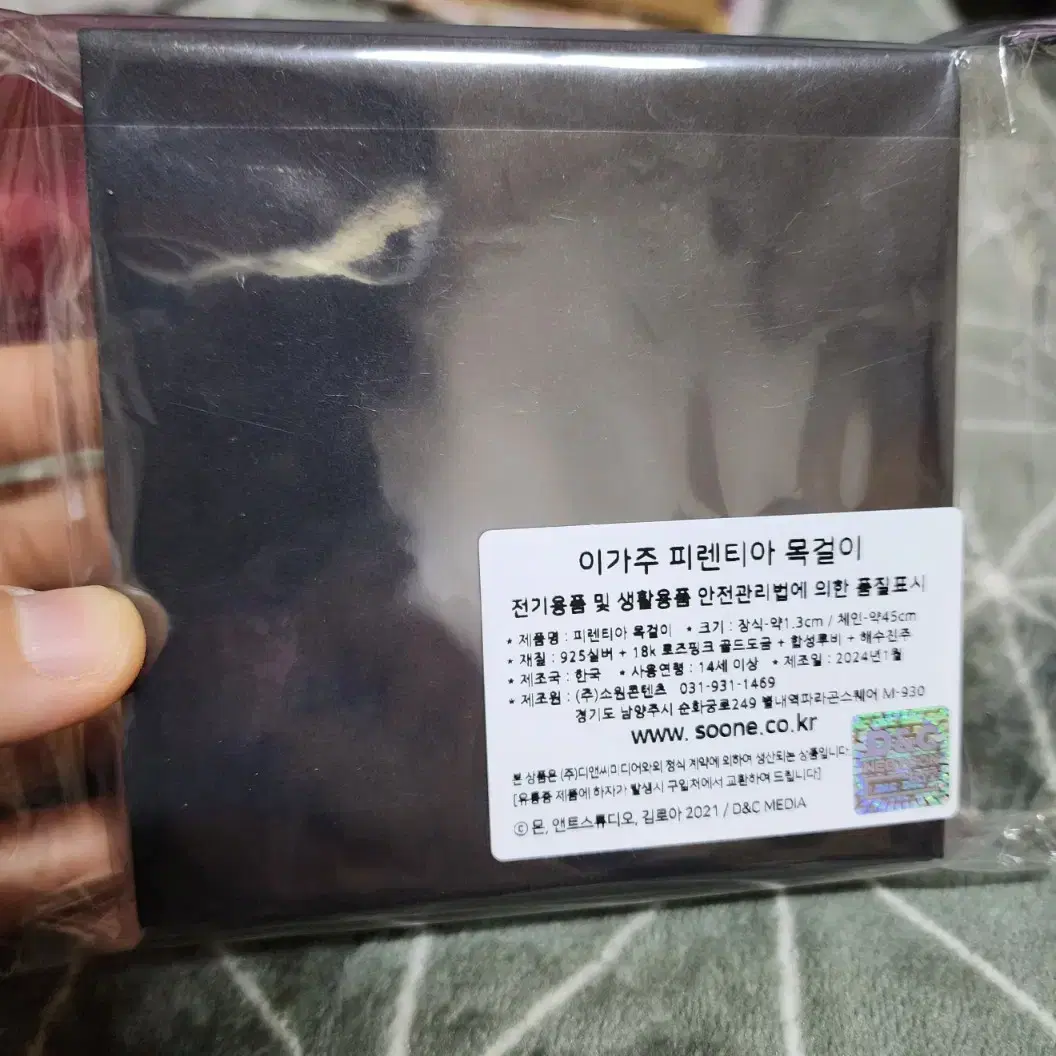 이가주 피렌티아 목걸이
전기용품 및 생활용품 안전관리법에 의한 품질표시
* 제품명 : 피렌티아 목걸이 * 크기 : 장식-약1.3cm / 체인-약45cm
* 재질 : 925실버 + 18k 로즈핑크 골드도금 + 합성루비 + 해수진주
* 제조국 : 한국 * 사용연령 : 14세 이상 * 제조일 : 2024년1월
* 제조원 : (주)소원콘텐츠 031-931-1469
경기도 남양주시 순화궁로249 별내역파라곤스퀘어 M-930
www. soone.co.kr
본 상품은 (주)디앤씨미디어와의 정식 계약에 의하여 생산되는 상품입니다
[유통중 제품에 하자가 발생시 구입처에서 교환하여 드립니다]
ⓒ 몬, 앤트스튜디오, 김로아 2021 / D&C MEDIA
D&C